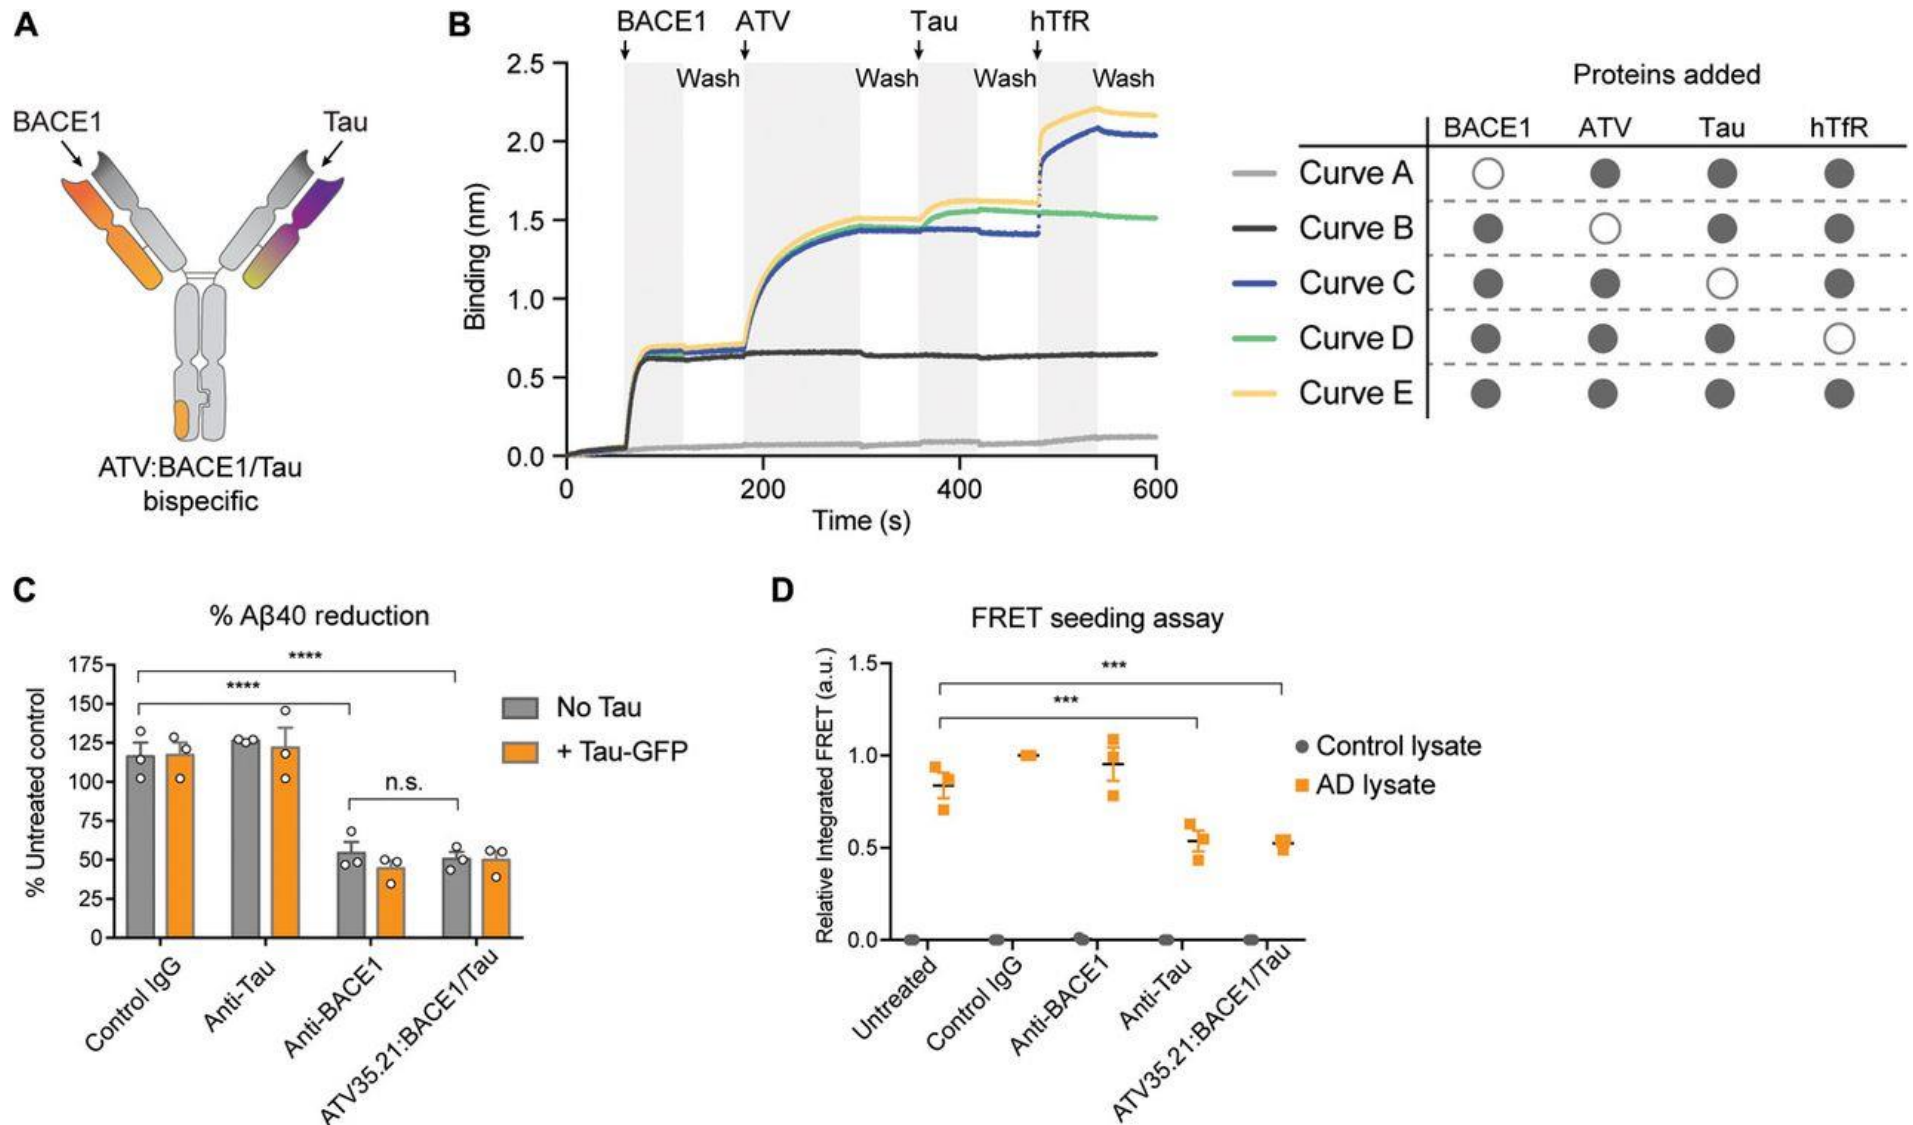 A
BACE1
Tau
ATV:BACE1/Tau
bispecific
B
BACE1 ATV Tau hTfR
Wash Wash Wash Wash
2.5
2.0
1.5
1.0
0.5
0.0
Binding (nm)
0 200 400 600
Time (s)
Proteins added
BACE1 ATV Tau hTfR
Curve A
Curve B
Curve C
Curve D
Curve E
C
% Aβ40 reduction
% Untreated control
175
150
125
100
75
50
25
0
****
****
n.s.
No Tau
+ Tau-GFP
Control IgG
Anti-Tau
Anti-BACE1
ATV35.21:BACE1/Tau
D
FRET seeding assay
Relative Integrated FRET (a.u.)
1.5
1.0
0.5
0.0
***
***
Control lysate
AD lysate
Untreated
Control IgG
Anti-BACE1
Anti-Tau
ATV35.21:BACE1/Tau